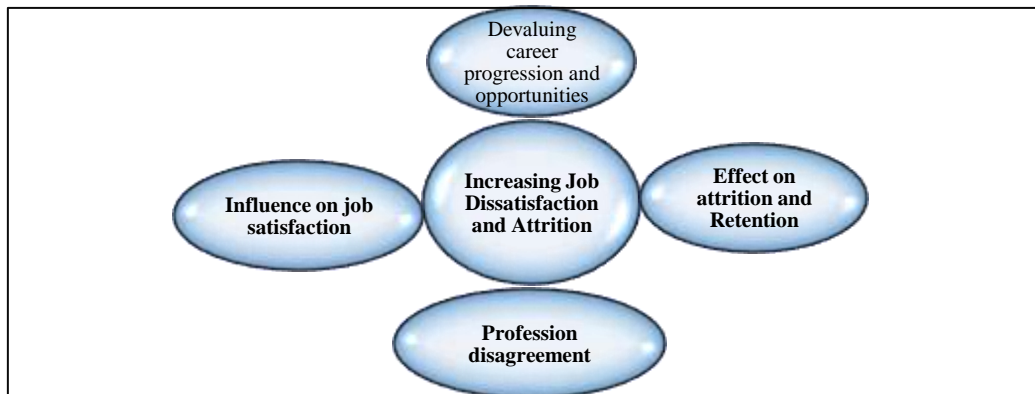 Devaluing
career
progression and
opportunities
Influence on job
satisfaction
Increasing Job
Dissatisfaction
and Attrition
Effect on
attrition and
Retention
Profession
disagreement